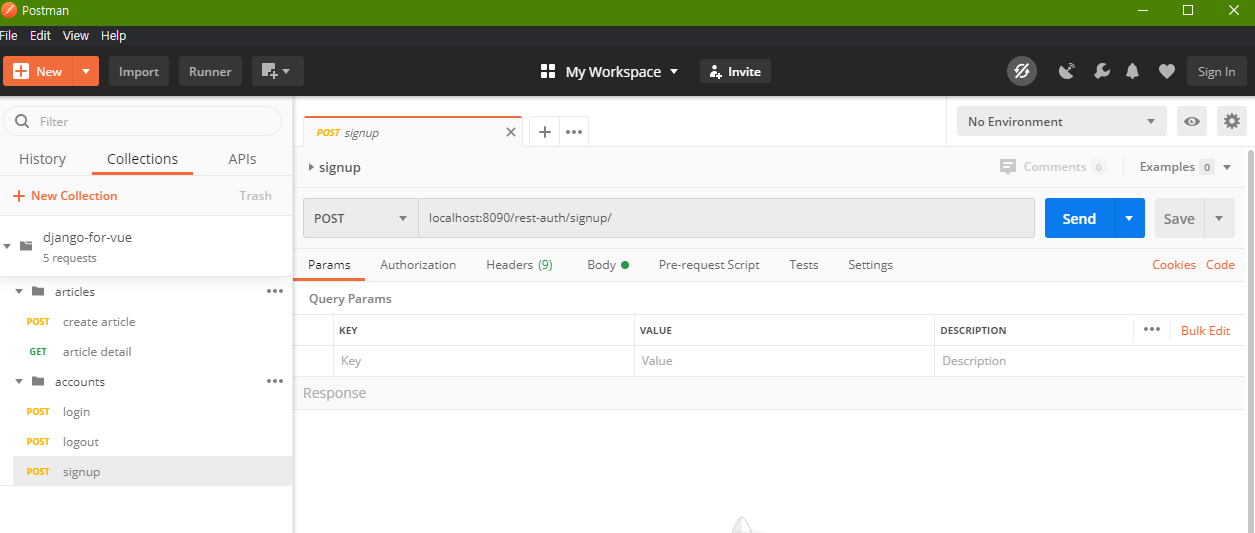 Postman
File Edit View Help
New Import Runner My Workspace Invite Sign In
Filter
History Collections APIs
New Collection Trash
django-for-vue
5 requests
articles
POST create article
GET article detail
accounts
POST login
POST logout
POST signup
POST signup
No Environment
signup
Comments 0 Examples 0
POST localhost:8090/rest-auth/signup/ Send Save
Params Authorization Headers (9) Body Pre-request Script Tests Settings Cookies Code
Query Params
KEY VALUE DESCRIPTION Bulk Edit
Key Value Description
Response